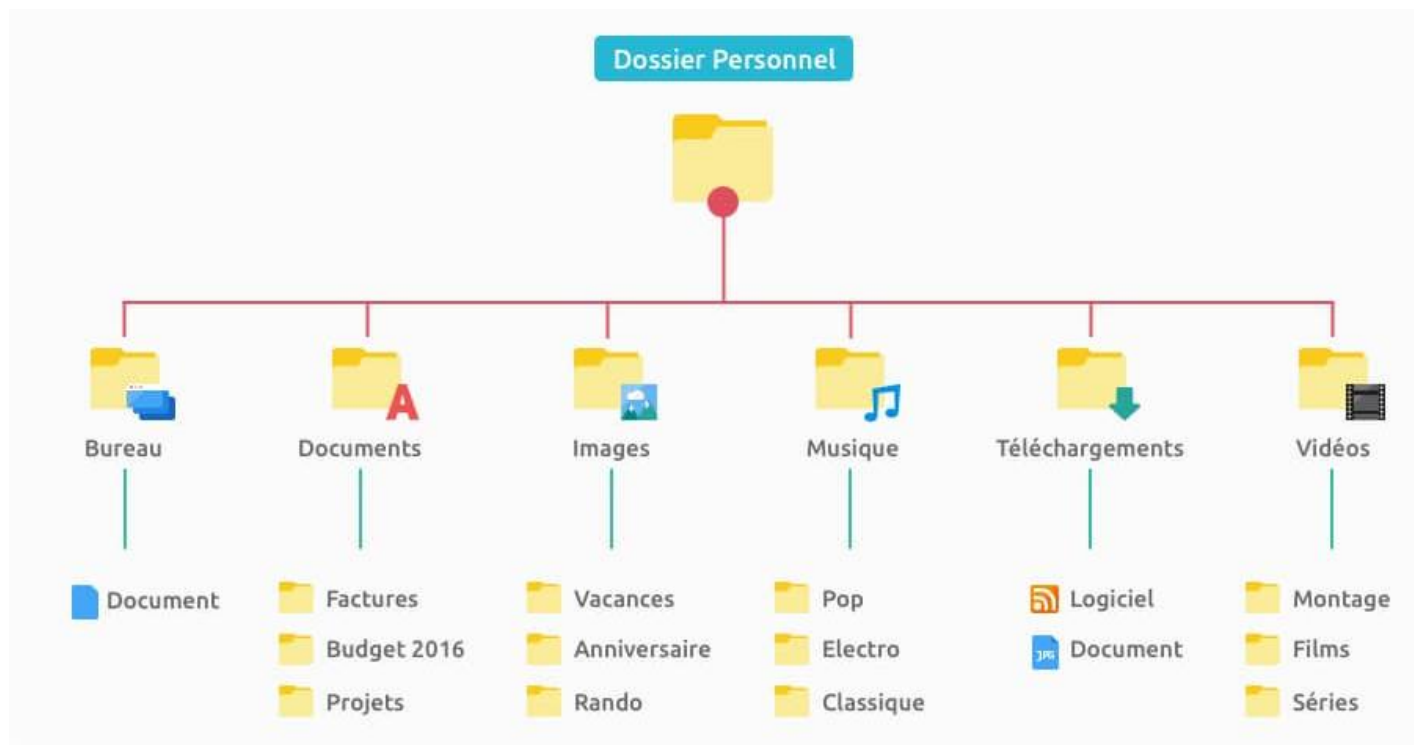 Dossier Personnel
Bureau
Documents
Images
Musique
Téléchargements
Vidéos
Document
Factures
Budget 2016
Projets
Vacances
Anniversaire
Rando
Pop
Electro
Classique
Logiciel
JPG
Document
Montage
Films
Séries